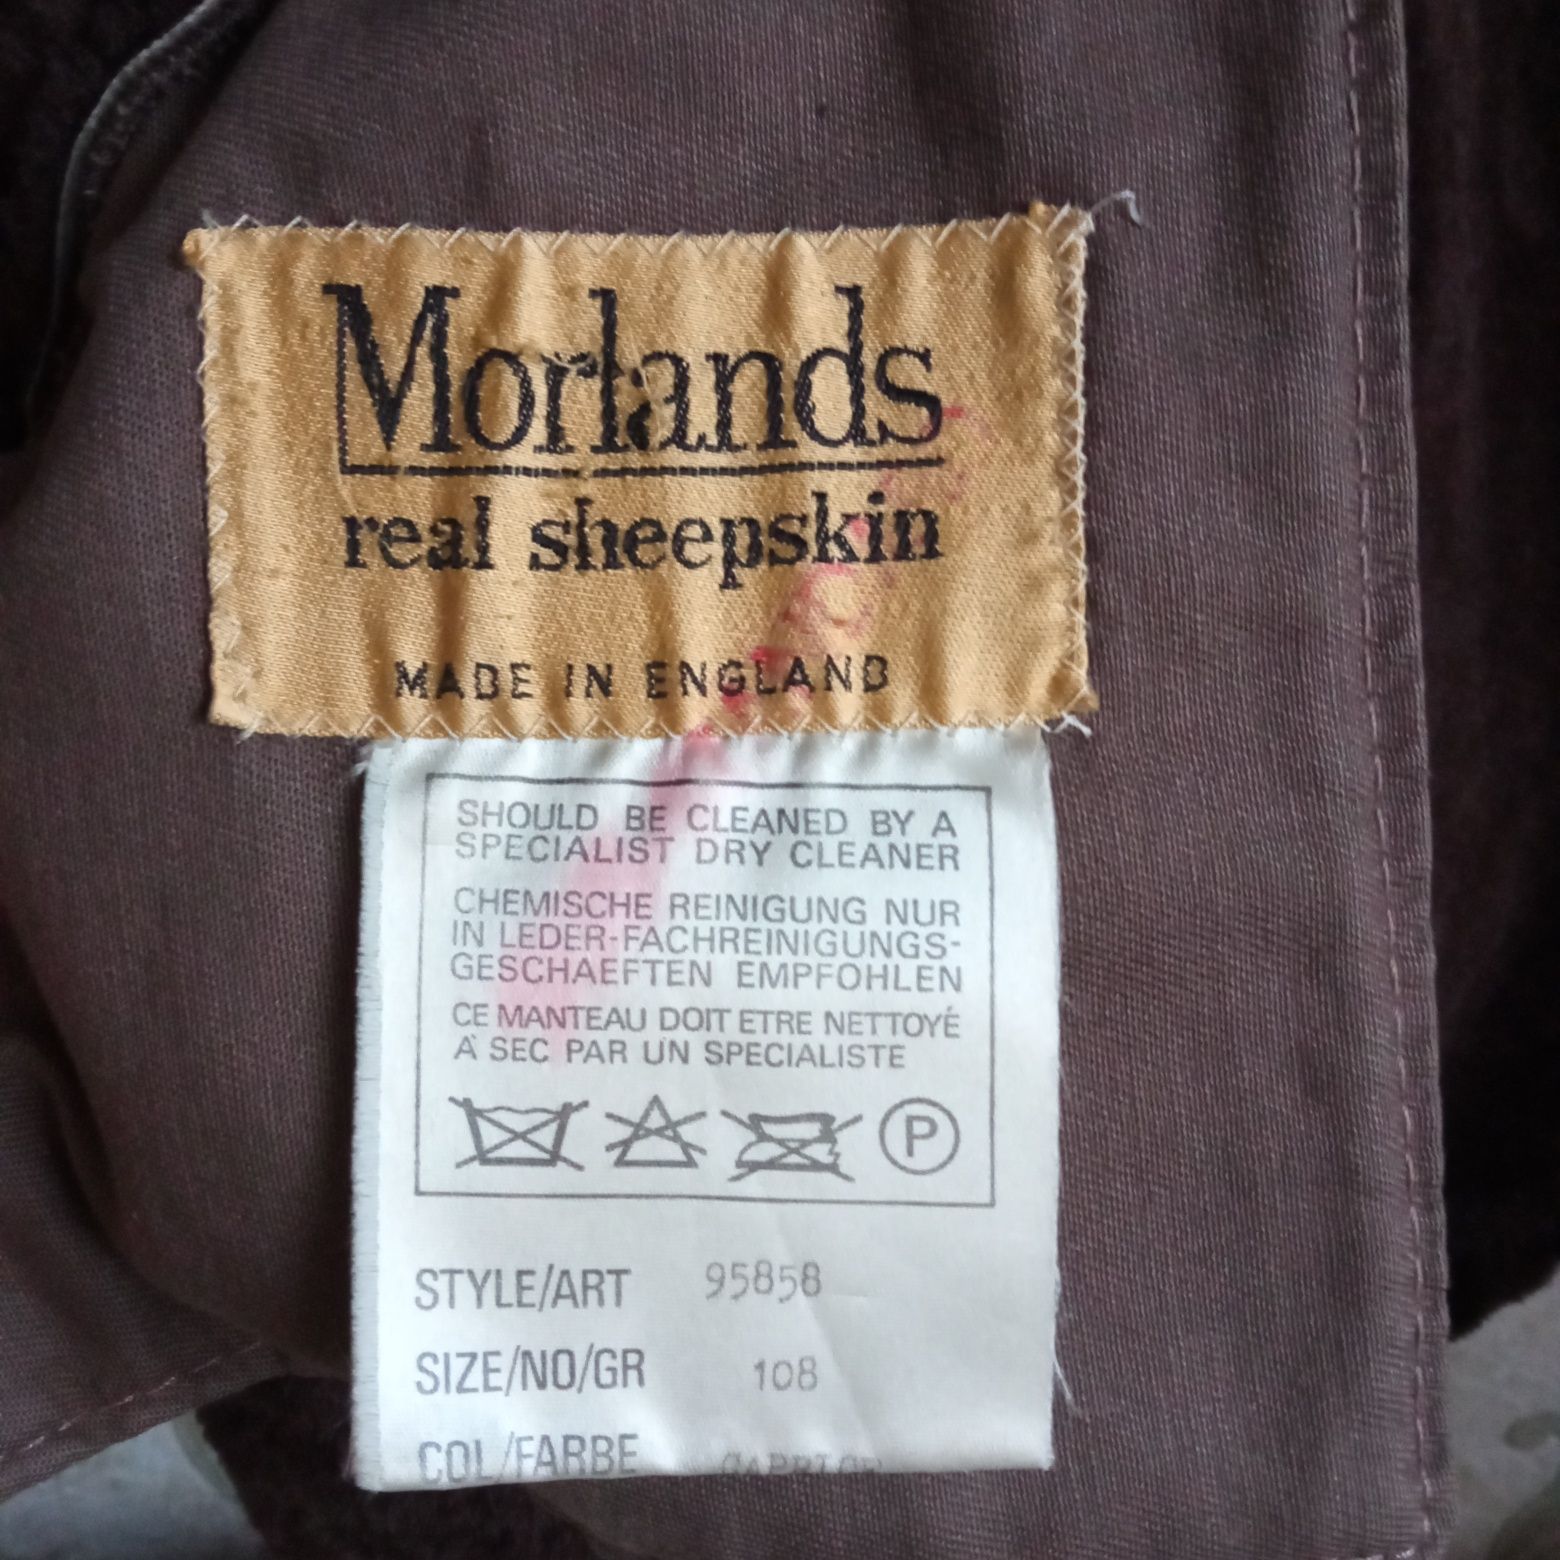 Morlands
real sheepskin
MADE IN ENGLAND
SHOULD BE CLEANED BY A
SPECIALIST DRY CLEANER
CHEMISCHE REINIGUNG NUR
IN LEDER-FACHREINIGUNGS-
GESCHAEFTEN EMPFOHLEN
CE MANTEAU DOIT ETRE NETTOYÉ
À SEC PAR UN SPECIALISTE
P
STYLE/ART 95858
SIZE/NO/GR 108
COL/FARBE